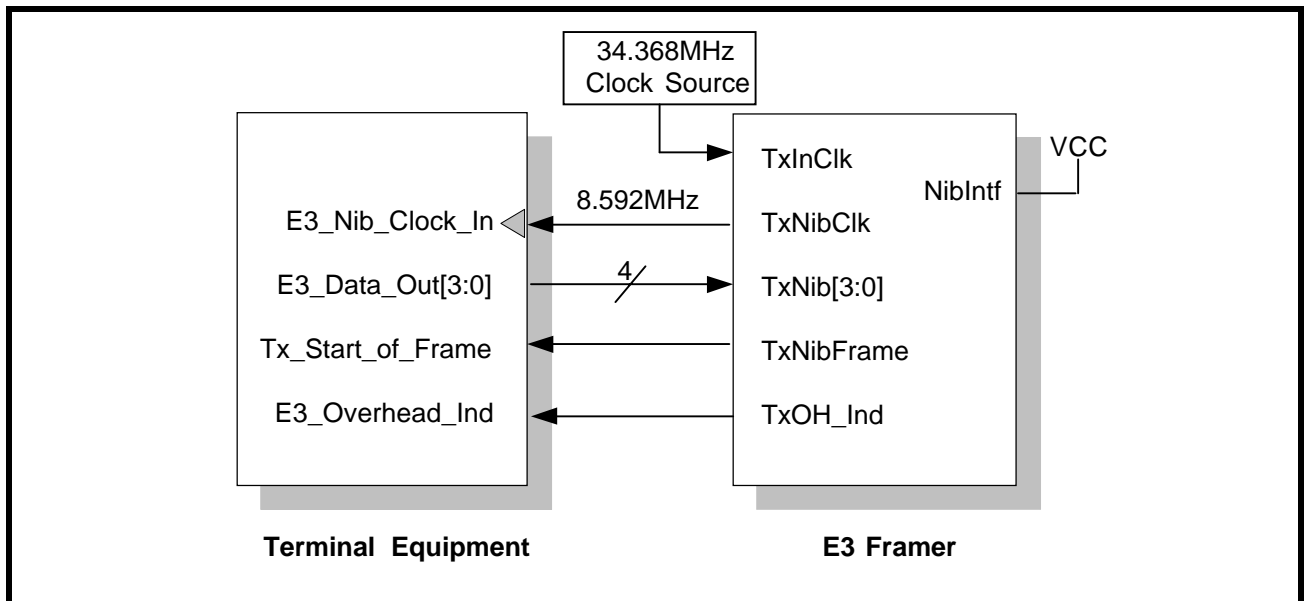 34.368MHz
Clock Source
TxInClk
VCC
NibIntf
8.592MHz
E3_Nib_Clock_In
TxNibClk
E3_Data_Out[3:0]
4
TxNib[3:0]
Tx_Start_of_Frame
TxNibFrame
E3_Overhead_Ind
TxOH_Ind
Terminal Equipment
E3 Framer